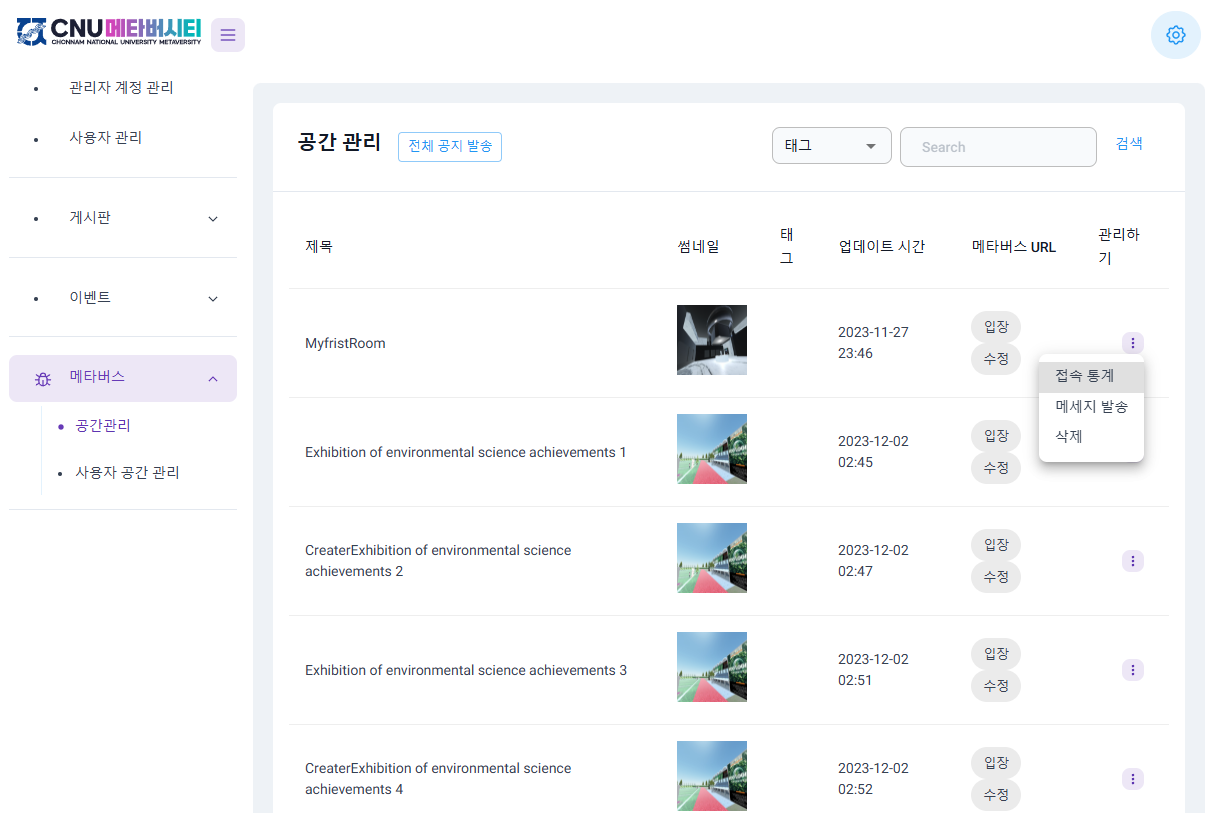 CNU메타버시티
CHONNAM NATIONAL UNIVERSITY METAVERSITY
관리자 계정 관리
사용자 관리
게시판
이벤트
메타버스
공간관리
사용자 공간 관리
공간 관리
전체 공지 발송
태그
Search
검색
제목
썸네일
태
그
업데이트 시간
메타버스 URL
관리하
기
MyfristRoom
2023-11-27
23:46
입장
수정
접속 통계
메세지 발송
삭제
Exhibition of environmental science achievements 1
2023-12-02
02:45
입장
수정
CreaterExhibition of environmental science
achievements 2
2023-12-02
02:47
입장
수정
Exhibition of environmental science achievements 3
2023-12-02
02:51
입장
수정
CreaterExhibition of environmental science
achievements 4
2023-12-02
02:52
입장
수정